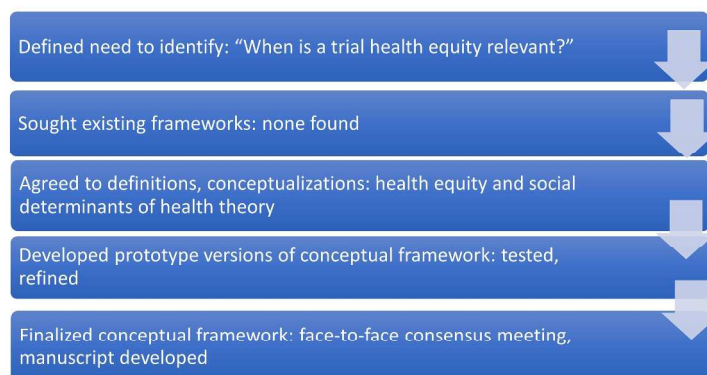 Defined need to identify: “When is a trial health equity relevant?”
Sought existing frameworks: none found
Agreed to definitions, conceptualizations: health equity and social
determinants of health theory
Developed prototype versions of conceptual framework: tested,
refined
Finalized conceptual framework: face-to-face consensus meeting,
manuscript developed